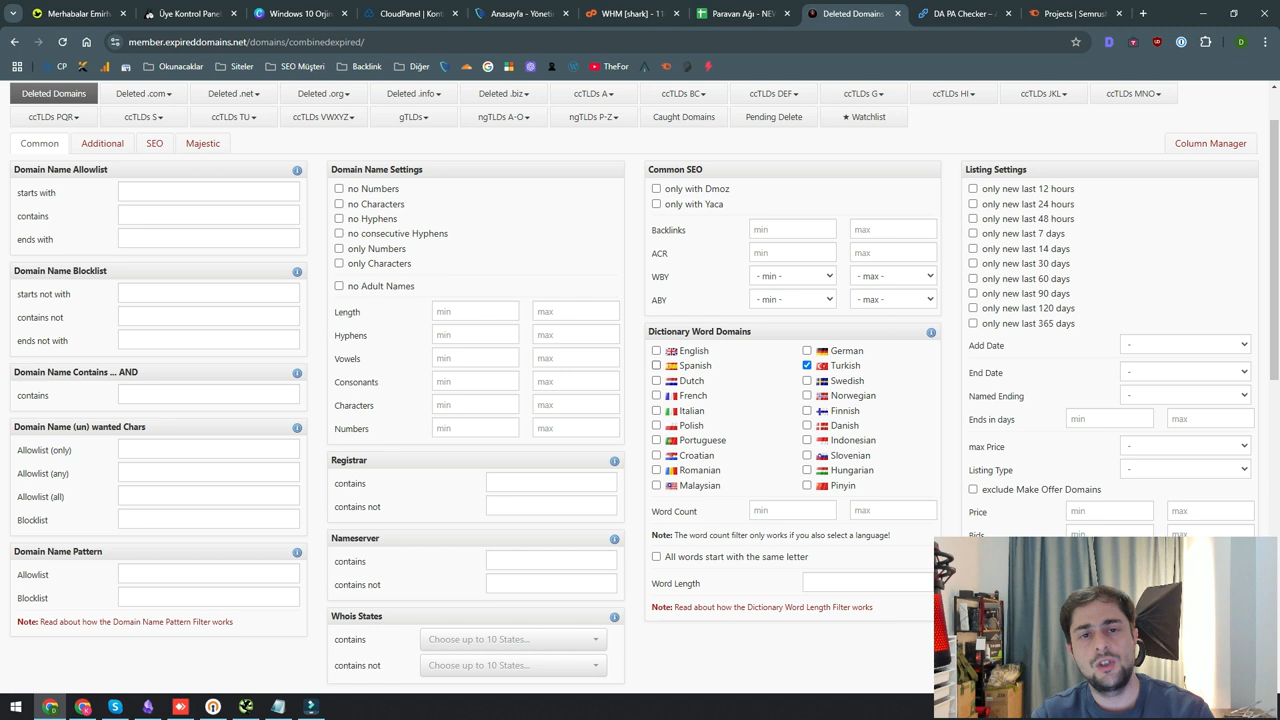 Merhabalar Emirhan
Üye Kontrol Panel
Windows 10 Orjin
CloudPanel | Kont
Anasayfa - Yöneti
WHM [shark] - 11
Paravan Ağı - NEV
Deleted Domains
DA PA Checker –
Projects | Semrus
member.expireddomains.net/domains/combinedexpired/
CP
Okunacaklar
Siteler
SEO Müşteri
Backlink
Diğer
TheFor
Deleted Domains
Deleted .com
Deleted .net
Deleted .org
Deleted .info
Deleted .biz
ccTLDs A
ccTLDs BC
ccTLDs DEF
ccTLDs G
ccTLDs HI
ccTLDs JKL
ccTLDs MNO
ccTLDs PQR
ccTLDs S
ccTLDs TU
ccTLDs VWXYZ
gTLDs
ngTLDs A-O
ngTLDs P-Z
Caught Domains
Pending Delete
★ Watchlist
Common
Additional
SEO
Majestic
Column Manager
Domain Name Allowlist
starts with
contains
ends with
Domain Name Blocklist
starts not with
contains not
ends not with
Domain Name Contains ... AND
contains
Domain Name (un) wanted Chars
Allowlist (only)
Allowlist (any)
Allowlist (all)
Blocklist
Domain Name Pattern
Allowlist
Blocklist
Note: Read about how the Domain Name Pattern Filter works
Domain Name Settings
no Numbers
no Characters
no Hyphens
no consecutive Hyphens
only Numbers
only Characters
no Adult Names
Length min max
Hyphens min max
Vowels min max
Consonants min max
Characters min max
Numbers min max
Registrar
contains
contains not
Nameserver
contains
contains not
Whois States
contains Choose up to 10 States...
contains not Choose up to 10 States...
Common SEO
only with Dmoz
only with Yaca
Backlinks min max
ACR min max
WBY - min - - max -
ABY - min - - max -
Dictionary Word Domains
English German
Spanish Turkish
Dutch Swedish
French Norwegian
Italian Finnish
Polish Danish
Portuguese Indonesian
Croatian Slovenian
Romanian Hungarian
Malaysian Pinyin
Word Count min max
Note: The word count filter only works if you also select a language!
All words start with the same letter
Word Length
Note: Read about how the Dictionary Word Length Filter works
Listing Settings
only new last 12 hours
only new last 24 hours
only new last 48 hours
only new last 7 days
only new last 14 days
only new last 30 days
only new last 60 days
only new last 90 days
only new last 120 days
only new last 365 days
Add Date -
End Date -
Named Ending -
Ends in days min max
max Price -
Listing Type -
exclude Make Offer Domains
Price min max
Bids min max